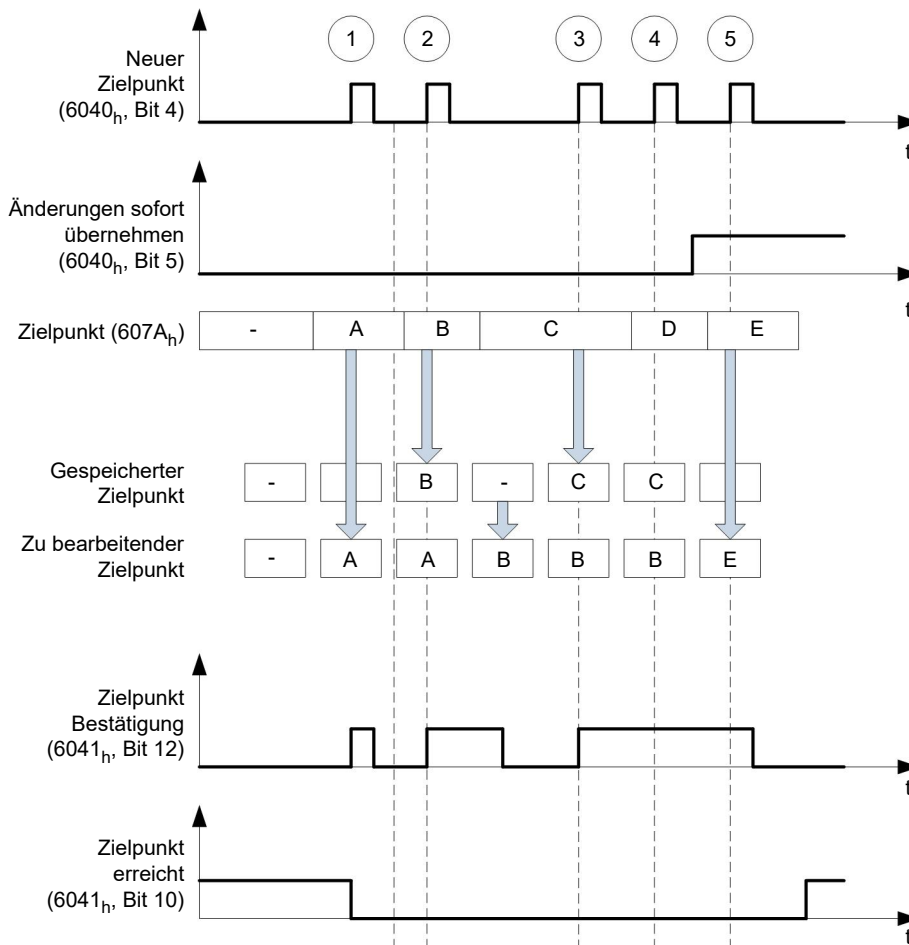 1 2 3 4 5
Neuer
Zielpunkt
(6040h, Bit 4)
t
Änderungen sofort
übernehmen
(6040h, Bit 5)
t
Zielpunkt (607Ah)
- A B C D E
Gespeicherter
Zielpunkt
- B - C C
Zu bearbeitender
Zielpunkt
- A A B B B E
Zielpunkt
Bestätigung
(6041h, Bit 12)
t
Zielpunkt
erreicht
(6041h, Bit 10)
t